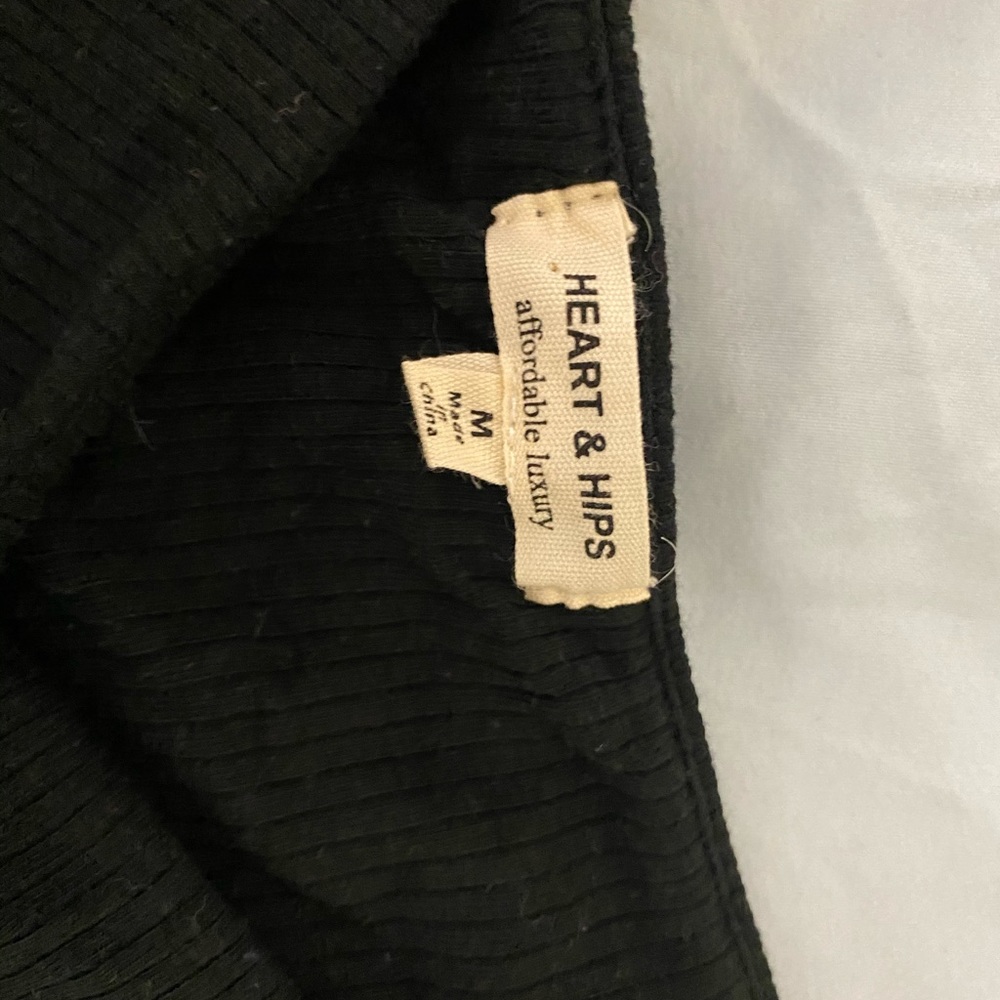 HEART & HIPS
affordable luxury
M
Made
in
china